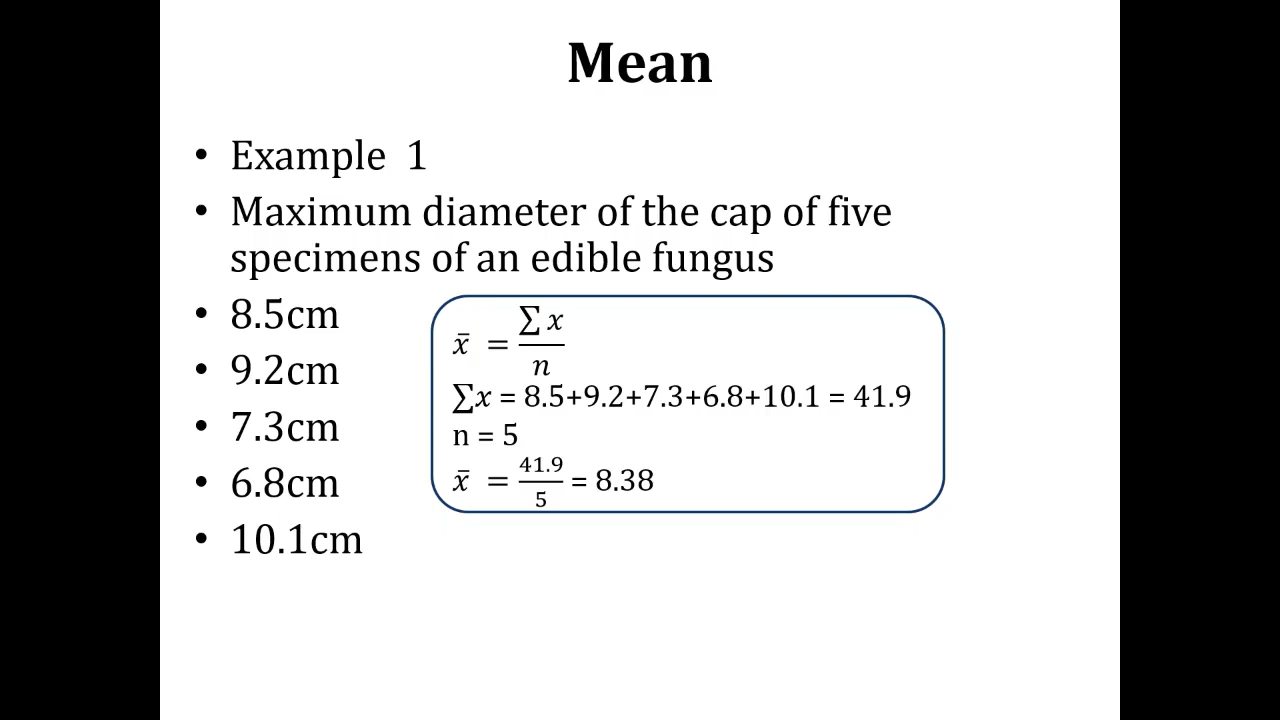 Mean
• Example 1
• Maximum diameter of the cap of five
specimens of an edible fungus
• 8.5cm
• 9.2cm
• 7.3cm
• 6.8cm
• 10.1cm
x̄ = ∑x/n
∑x = 8.5+9.2+7.3+6.8+10.1 = 41.9
n = 5
x̄ = 41.9/5 = 8.38